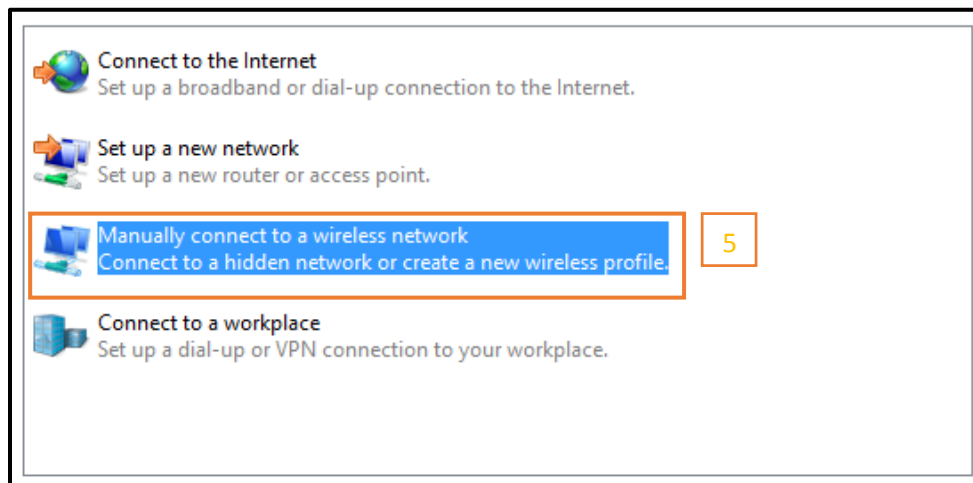 Connect to the Internet
Set up a broadband or dial-up connection to the Internet.
Set up a new network
Set up a new router or access point.
Manually connect to a wireless network
Connect to a hidden network or create a new wireless profile.
5
Connect to a workplace
Set up a dial-up or VPN connection to your workplace.